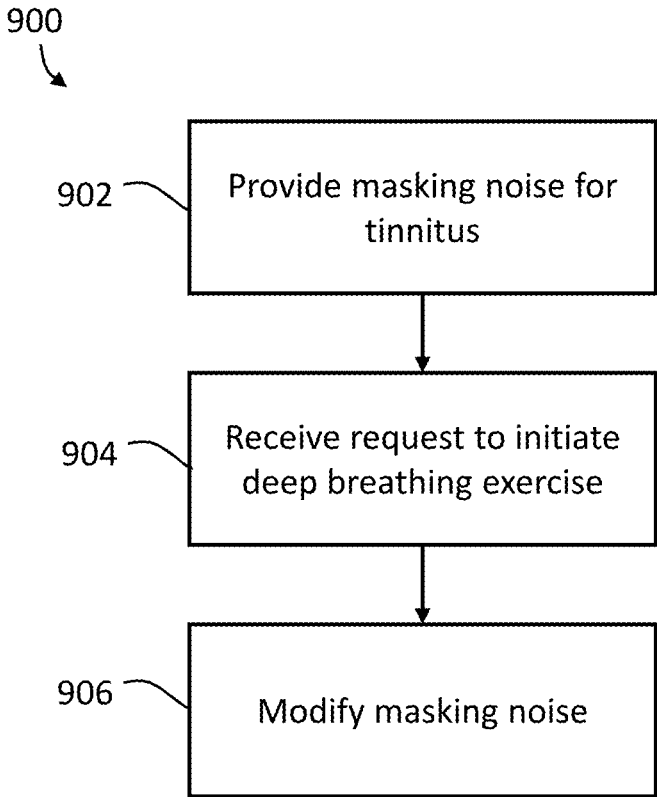 900
902
Provide masking noise for
tinnitus
904
Receive request to initiate
deep breathing exercise
906
Modify masking noise